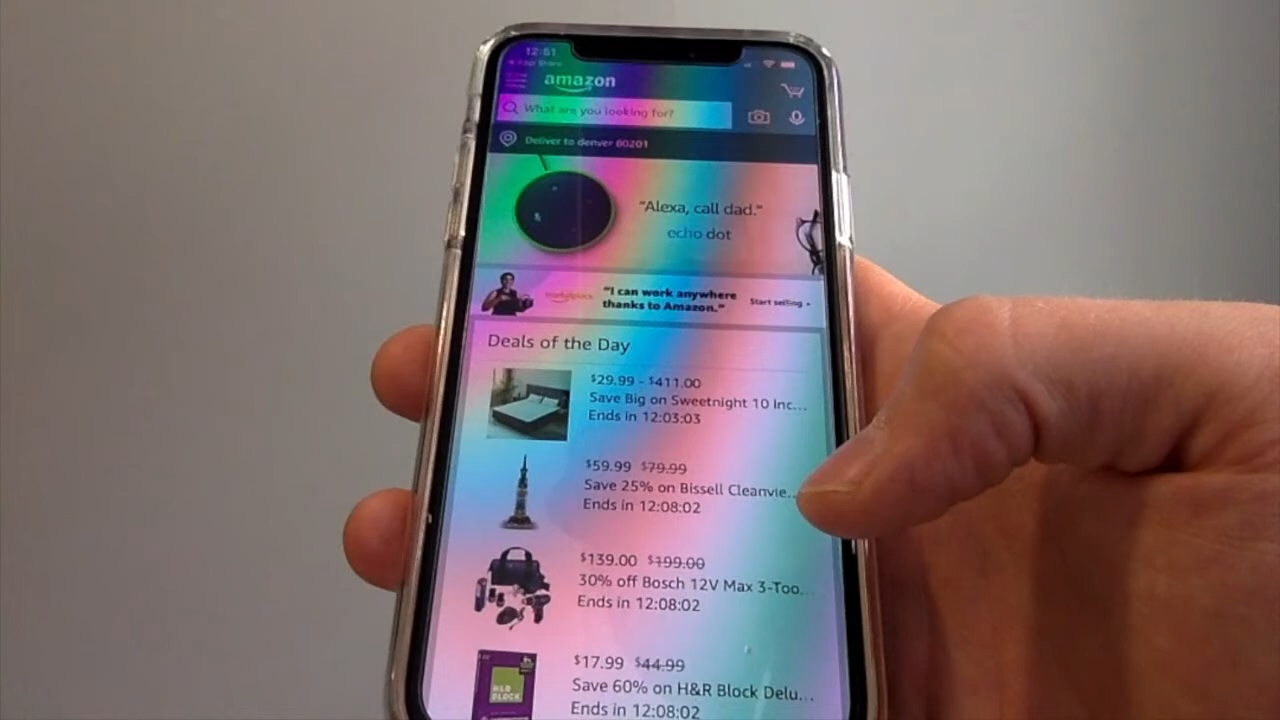 12:51
App Store
amazon
What are you looking for?
Deliver to denver 80201
"Alexa, call dad."
echo dot
"I can work anywhere
thanks to Amazon."
Start selling
Deals of the Day
$29.99 - $411.00
Save Big on Sweetnight 10 Inc...
Ends in 12:03:03
$59.99 $79.99
Save 25% on Bissell Cleanvie...
Ends in 12:08:02
$139.00 $199.00
30% off Bosch 12V Max 3-Too...
Ends in 12:08:02
H&R
BLOCK
$17.99 $44.99
Save 60% on H&R Block Delu...
Ends in 12:08:02